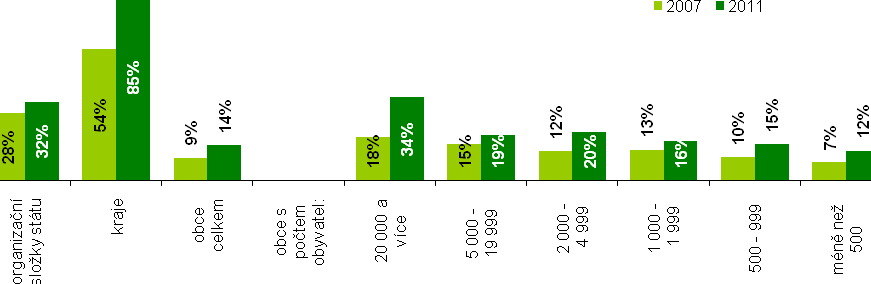 2007 2011
28% 32%
54% 85%
9% 14%
18% 34%
15% 19%
12% 20%
13% 16%
10% 15%
7% 12%
organizační
složky státu
kraje
obce
celkem
obce s
počtem
obyvatel:
20 000 a
více
5 000 -
19 999
2 000 -
4 999
1 000 -
1 999
500 - 999
méně než
500